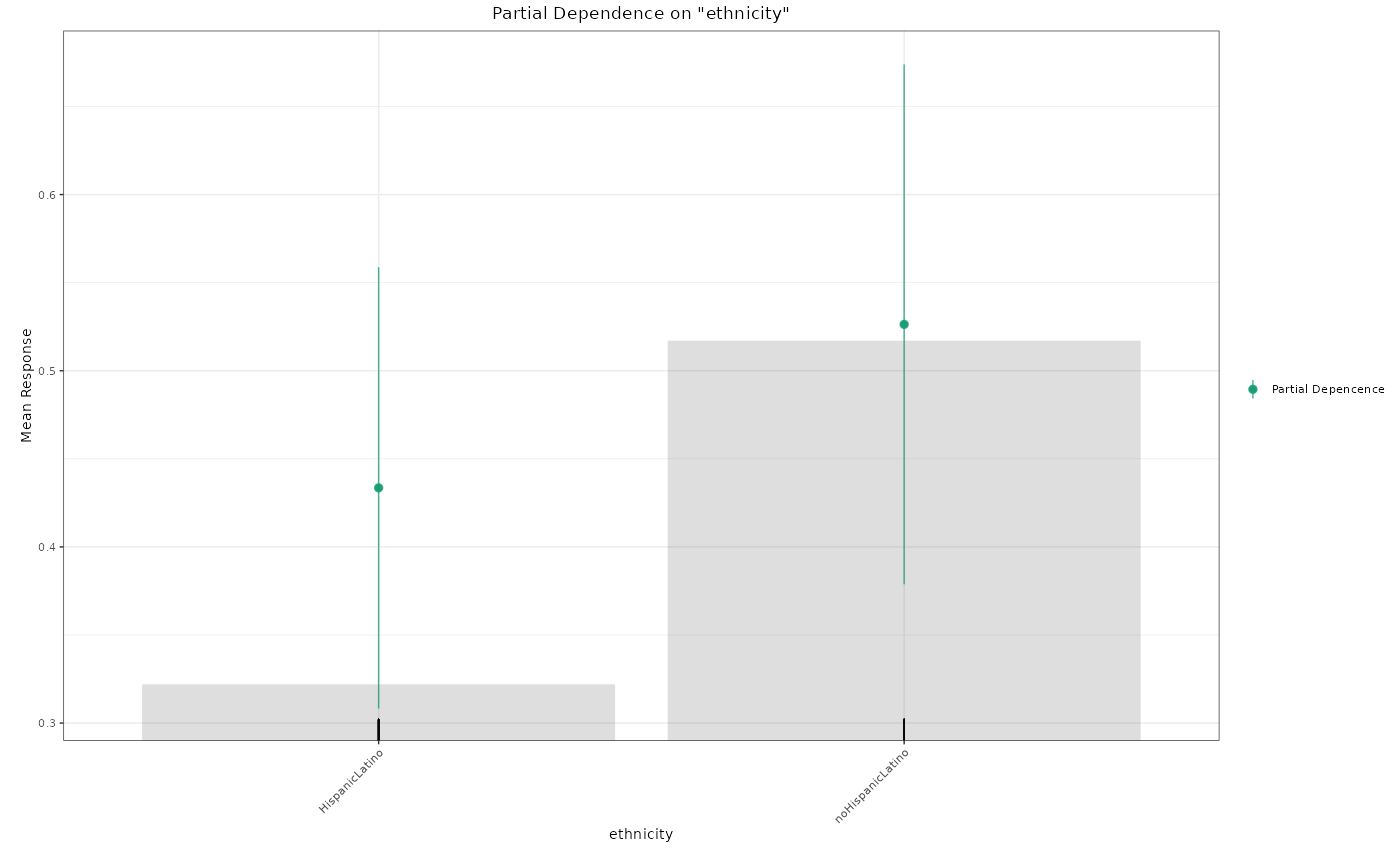 Partial Dependence on "ethnicity"
Mean Response
0.6
0.5
0.4
0.3
HispanicLatino
noHispanicLatino
ethnicity
Partial Depencence